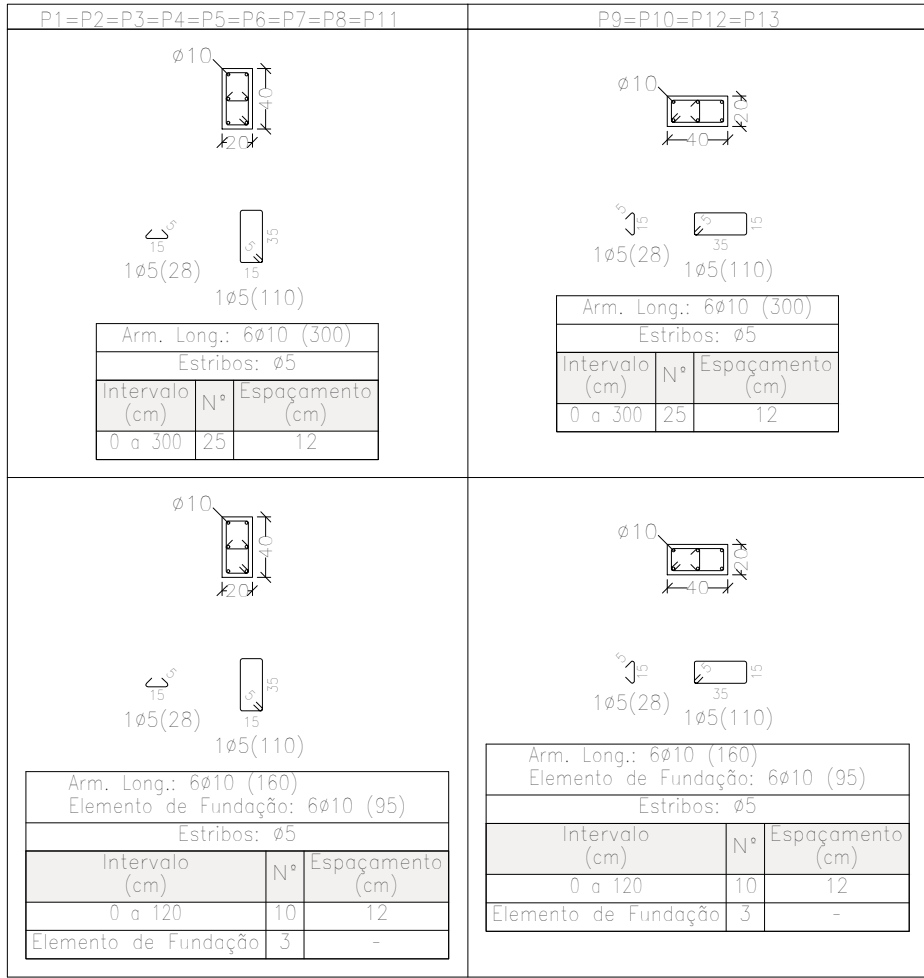 P1=P2=P3=P4=P5=P6=P7=P8=P11
ø10
40
20
5
15
1ø5(28)
5
35
15
1ø5(110)
Arm. Long.: 6ø10 (300)
Estribos: ø5
Intervalo (cm) N° Espaçamento (cm)
0 a 300 25 12
P9=P10=P12=P13
ø10
20
40
5
15
1ø5(28)
5
15
35
1ø5(110)
Arm. Long.: 6ø10 (300)
Estribos: ø5
Intervalo (cm) N° Espaçamento (cm)
0 a 300 25 12
ø10
40
20
5
15
1ø5(28)
5
35
15
1ø5(110)
Arm. Long.: 6ø10 (160)
Elemento de Fundação: 6ø10 (95)
Estribos: ø5
Intervalo (cm) N° Espaçamento (cm)
0 a 120 10 12
Elemento de Fundação 3 -
ø10
20
40
5
15
1ø5(28)
5
15
35
1ø5(110)
Arm. Long.: 6ø10 (160)
Elemento de Fundação: 6ø10 (95)
Estribos: ø5
Intervalo (cm) N° Espaçamento (cm)
0 a 120 10 12
Elemento de Fundação 3 -